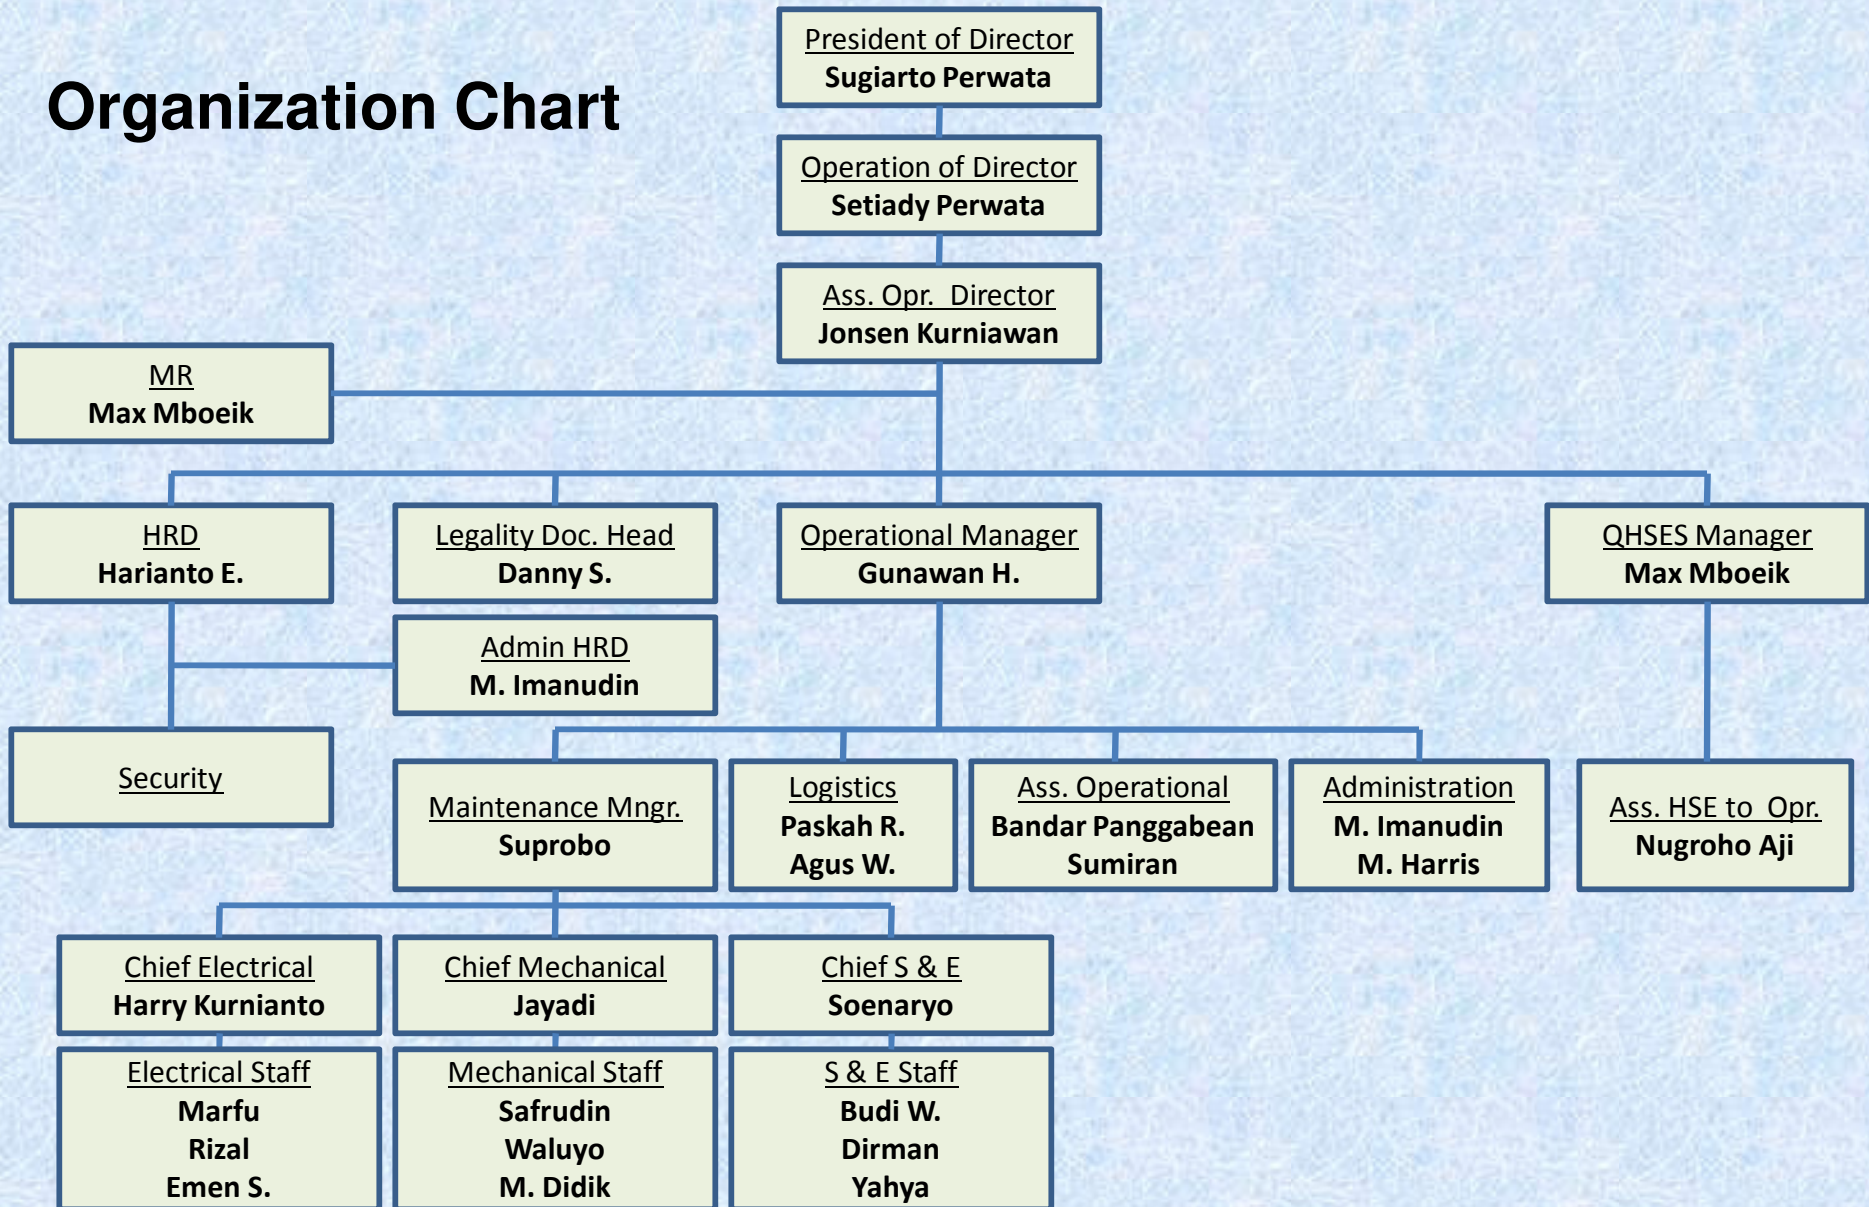 Organization Chart
President of Director
Sugiarto Perwata
Operation of Director
Setiady Perwata
Ass. Opr.  Director
Jonsen Kurniawan
MR
Max Mboeik
HRD
Harianto E.
Legality Doc. Head
Danny S.
Operational Manager
Gunawan H.
QHSES Manager
Max Mboeik
Admin HRD
M. Imanudin
Security
Maintenance Mngr.
Suprobo
Logistics
Paskah R.
Agus W.
Ass. Operational
Bandar Panggabean
Sumiran
Administration
M. Imanudin
M. Harris
Ass. HSE to  Opr.
Nugroho Aji
Chief Electrical
Harry Kurnianto
Chief Mechanical
Jayadi
Chief S & E
Soenaryo
Electrical Staff
Marfu
Rizal
Emen S.
Mechanical Staff
Safrudin
Waluyo
M. Didik
S & E Staff
Budi W.
Dirman
Yahya